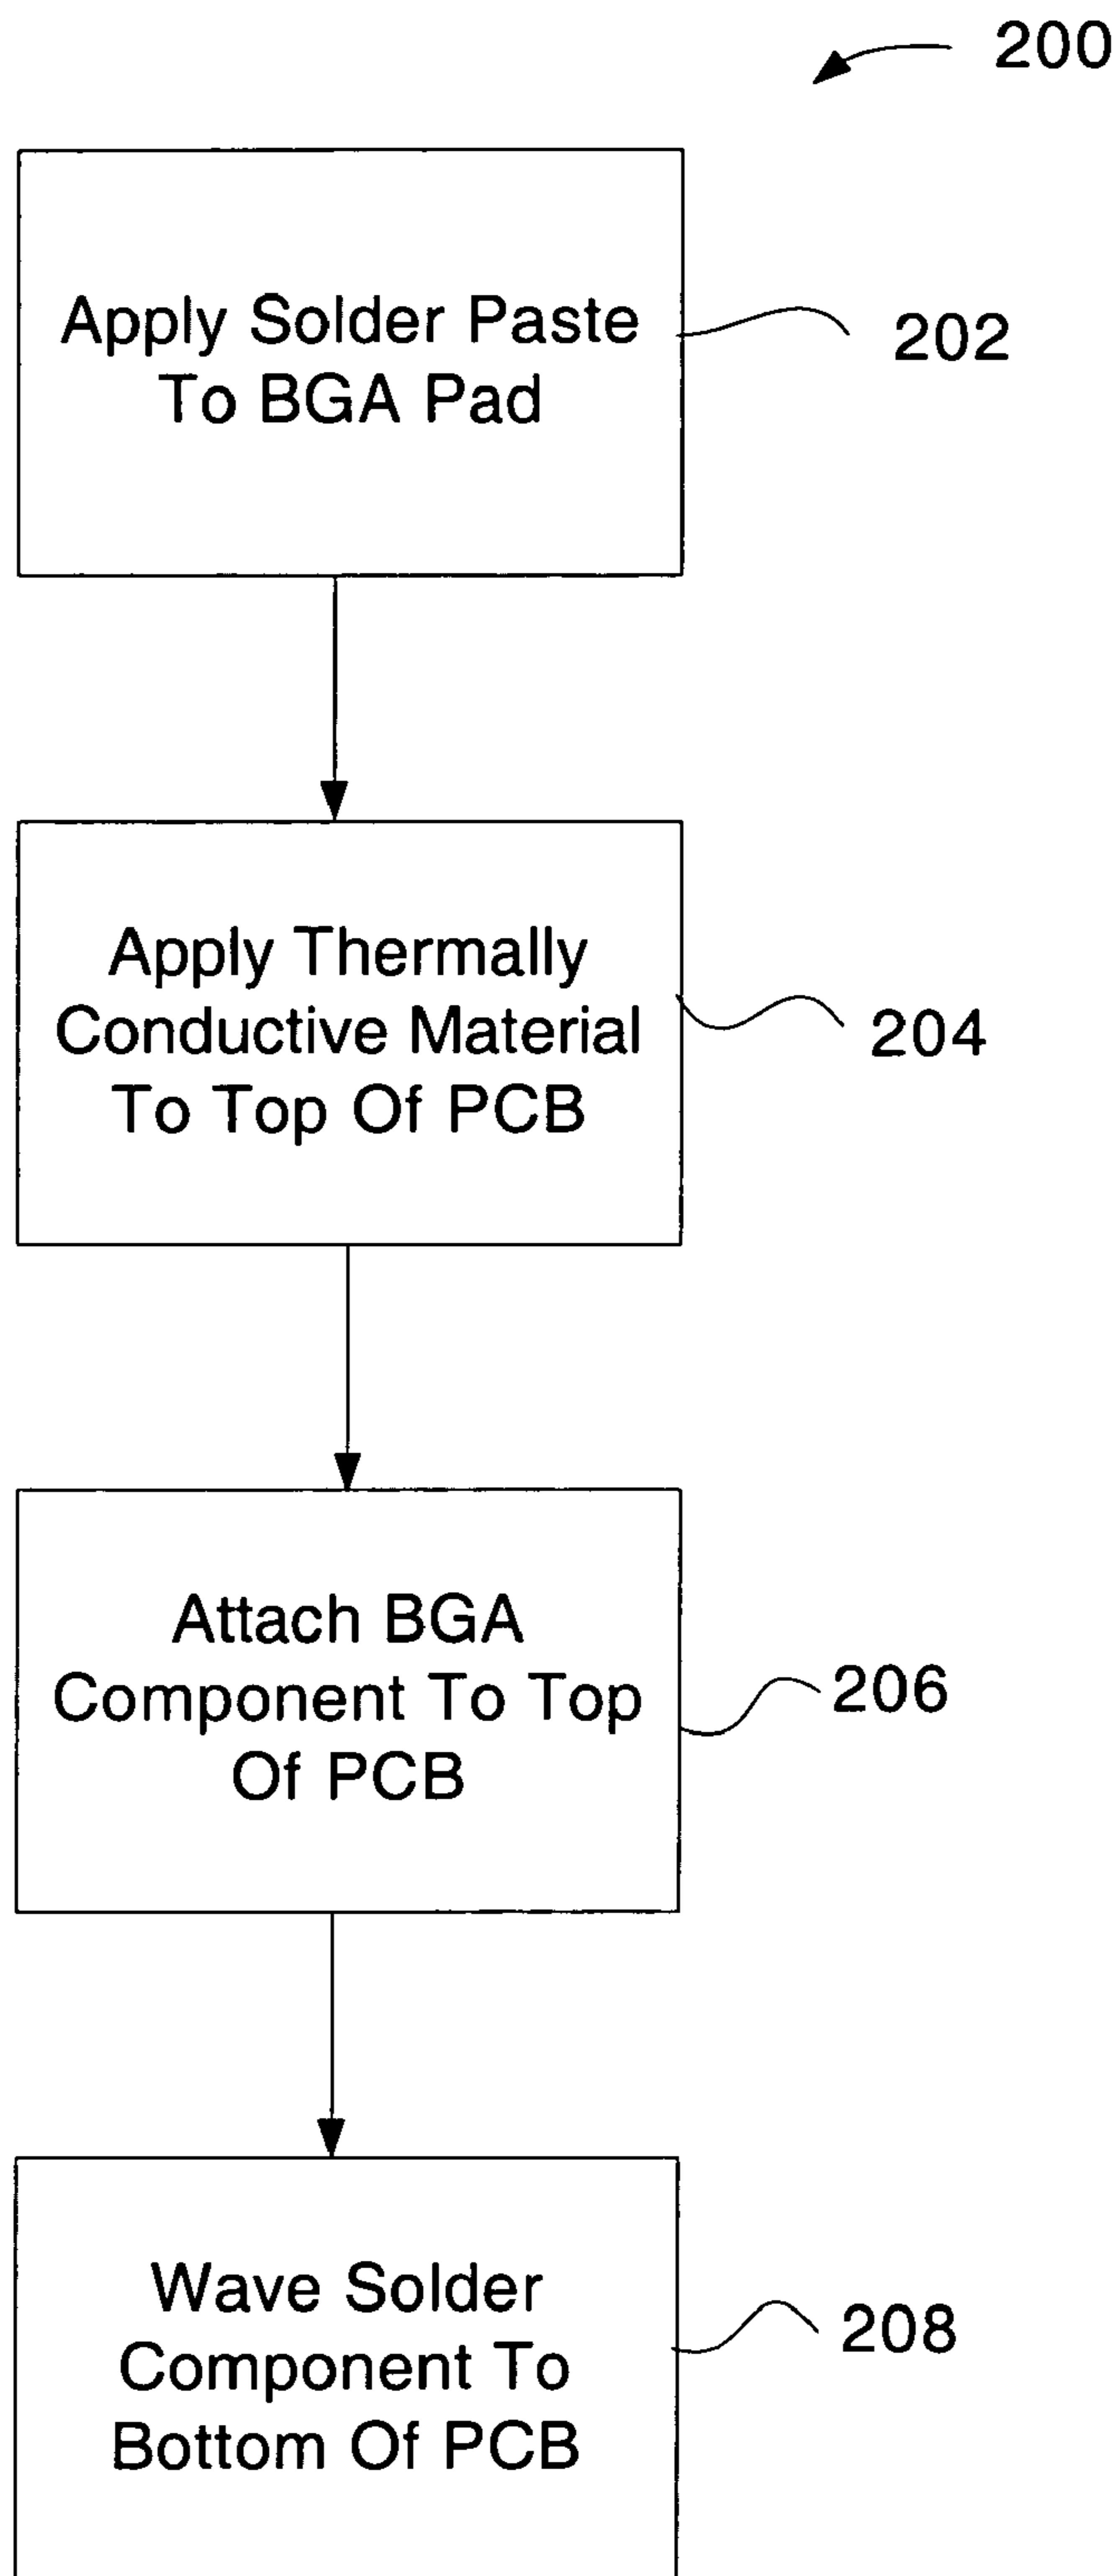 200
Apply Solder Paste
To BGA Pad
202
Apply Thermally
Conductive Material
To Top Of PCB
204
Attach BGA
Component To Top
Of PCB
206
Wave Solder
Component To
Bottom Of PCB
208